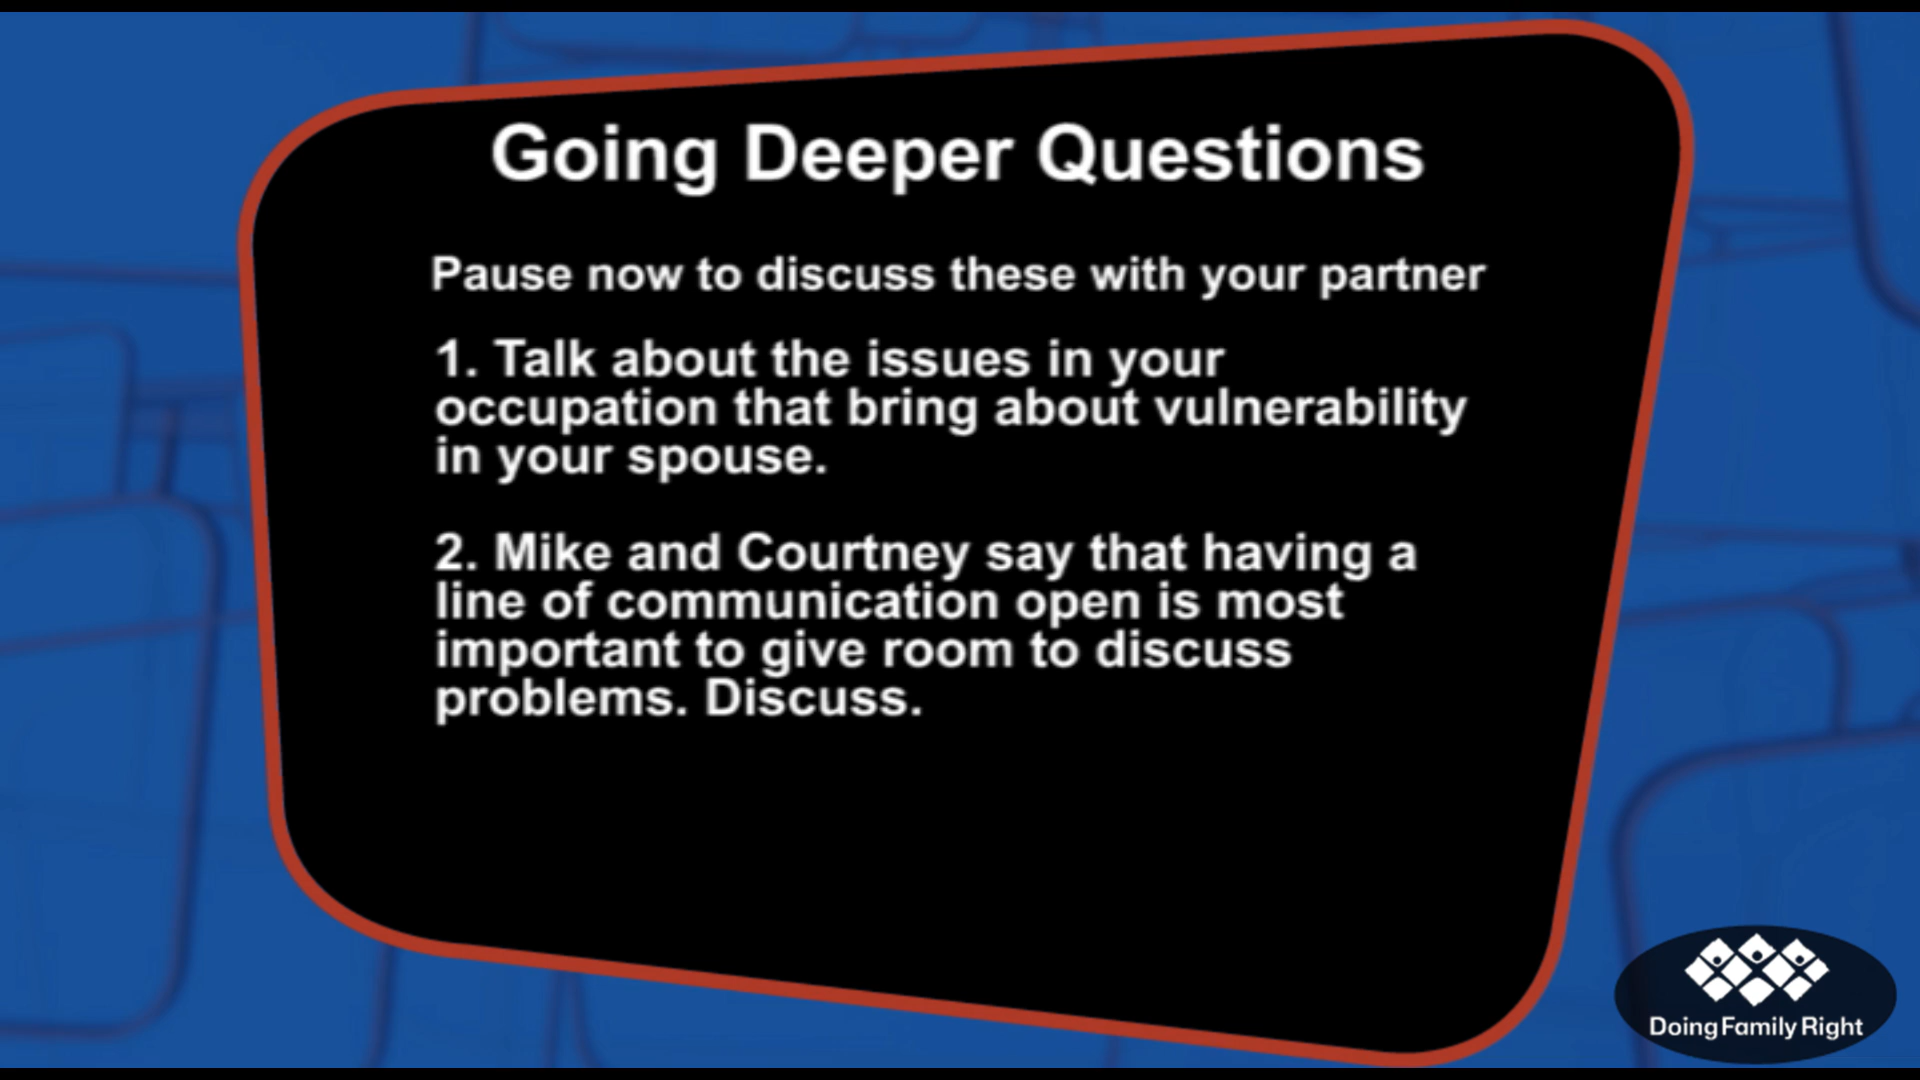 Going Deeper Questions
Pause now to discuss these with your partner
1. Talk about the issues in your
occupation that bring about vulnerability
in your spouse.
2. Mike and Courtney say that having a
line of communication open is most
important to give room to discuss
problems. Discuss.
Doing Family Right